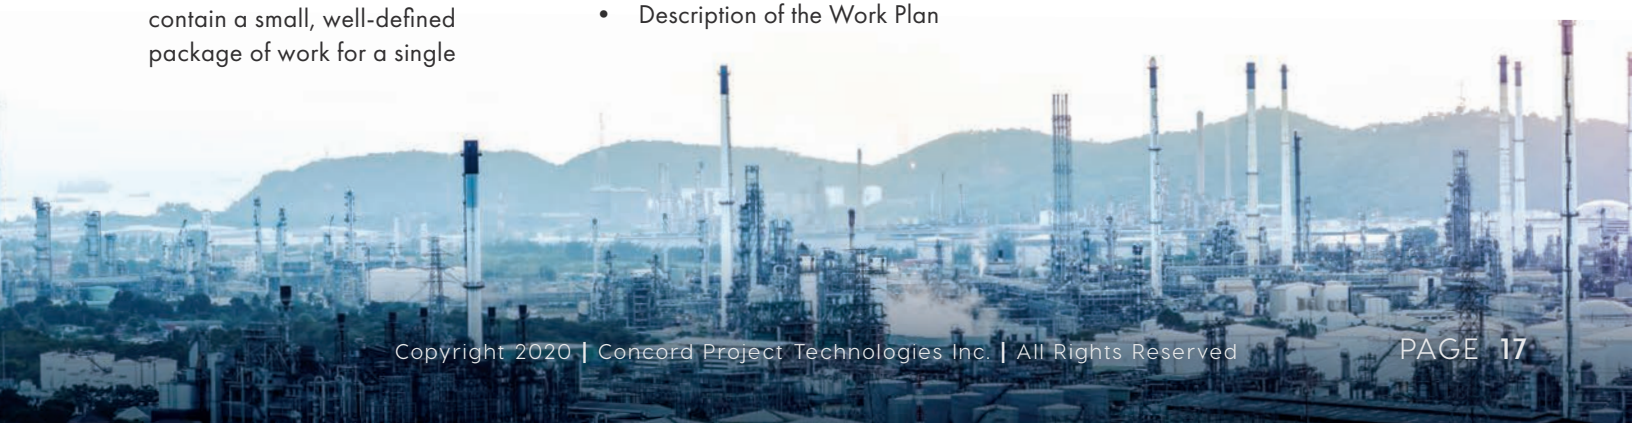 contain a small, well-defined
package of work for a single
• Description of the Work Plan
Copyright 2020 | Concord Project Technologies Inc. | All Rights Reserved
PAGE 17